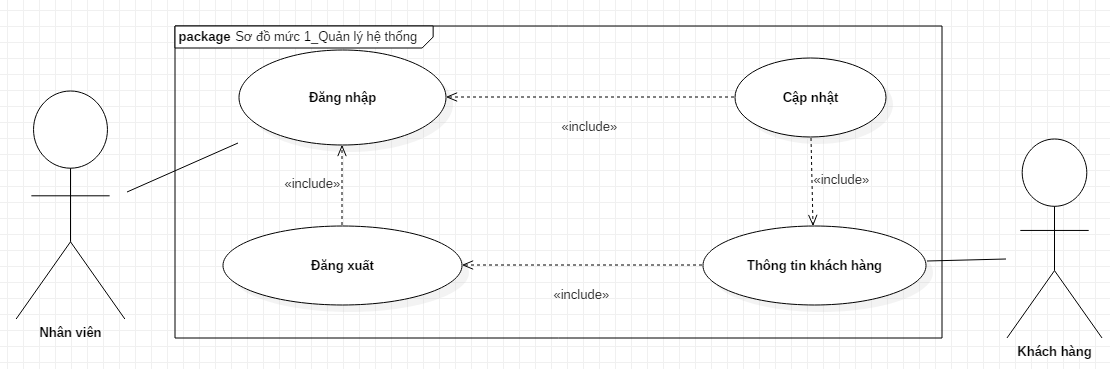 package Sơ đồ mức 1_Quản lý hệ thống
Đăng nhập
Cập nhật
«include»
«include»
«include»
Đăng xuất
Thông tin khách hàng
«include»
Nhân viên
Khách hàng